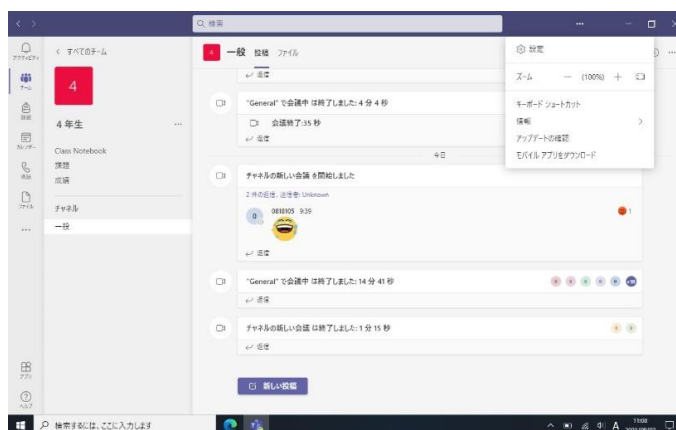 検索
アクティビティ
チーム
課題
カレンダー
通話
ファイル
アプリ
ヘルプ
すべてのチーム
4
4年生
Class Notebook
課題
成績
チャネル
一般
4
一般 投稿 ファイル
返信
"General" で会議中 は終了しました: 4 分 4 秒
会議終了: 35 秒
返信
今日
チャネルの新しい会議 を開始しました
2 件の返信、送信者: Unknown
0
0818105 9:39
1
返信
"General" で会議中 は終了しました: 14 分 41 秒
返信
チャネルの新しい会議 は終了しました: 1 分 15 秒
返信
新しい投稿
設定
ズーム — (100%) +
キーボード ショートカット
情報
アップデートの確認
モバイル アプリをダウンロード
検索するには、ここに入力します
A
11:08